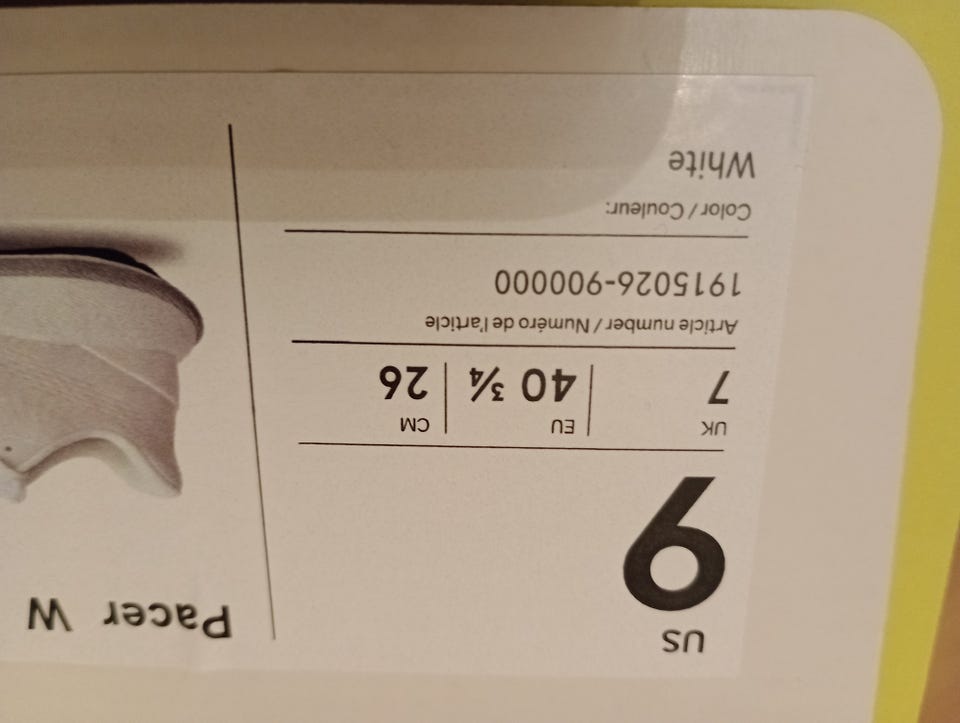 US
9
UK EU CM
7 40 ¾ 26
Article number / Numéro de l'article
1915026-900000
Color / Couleur:
White
Pacer W